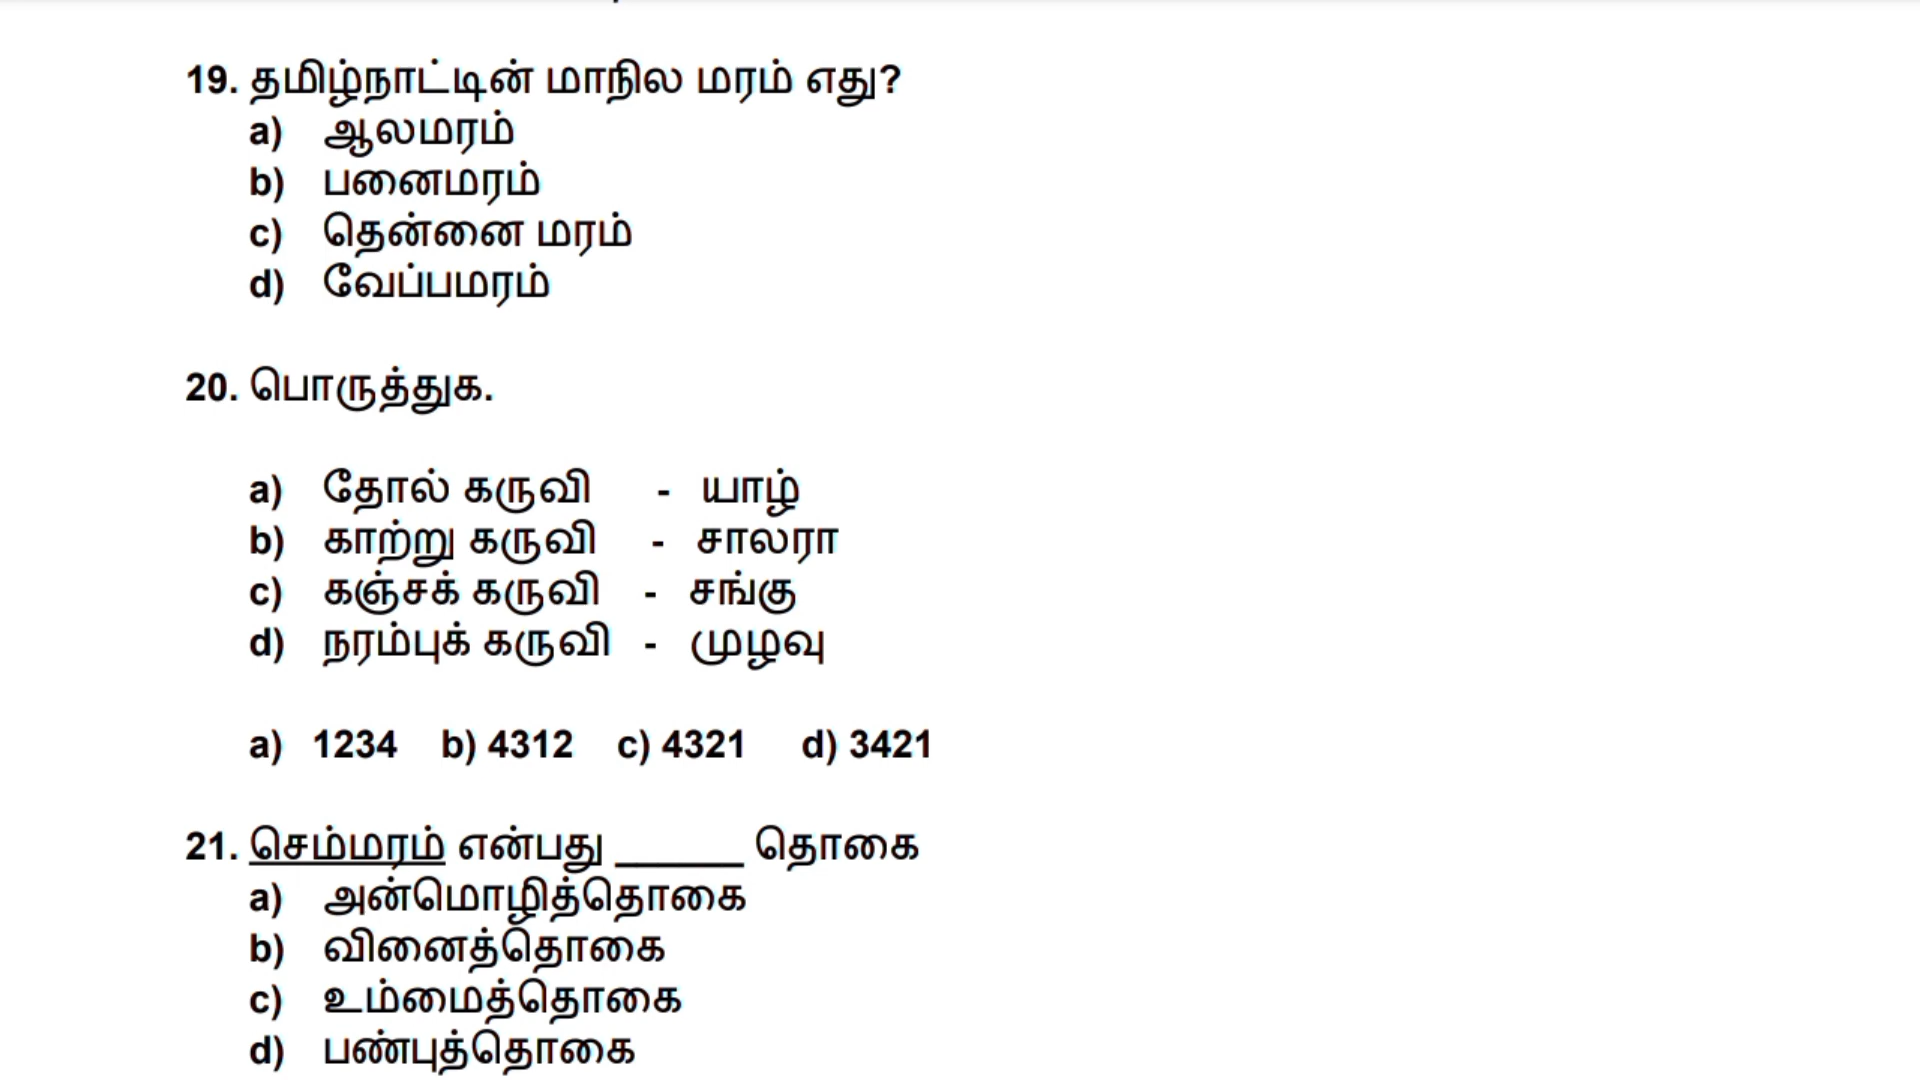 19. தமிழ்நாட்டின் மாநில மரம் எது?
a) ஆலமரம்
b) பனைமரம்
c) தென்னை மரம்
d) வேப்பமரம்
20. பொருத்துக.
a) தோல் கருவி - யாழ்
b) காற்று கருவி - சாலரா
c) கஞ்சக் கருவி - சங்கு
d) நரம்புக் கருவி - முழவு
a) 1234 b) 4312 c) 4321 d) 3421
21. செம்மரம் என்பது ______ தொகை
a) அன்மொழித்தொகை
b) வினைத்தொகை
c) உம்மைத்தொகை
d) பண்புத்தொகை